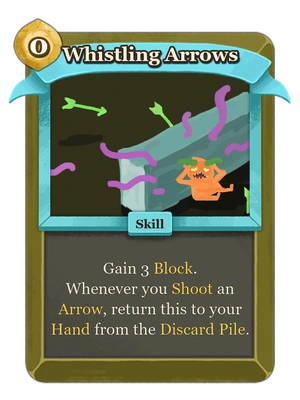 0
Whistling Arrows
Skill
Gain 3 Block.
Whenever you Shoot an
Arrow, return this to your
Hand from the Discard Pile.